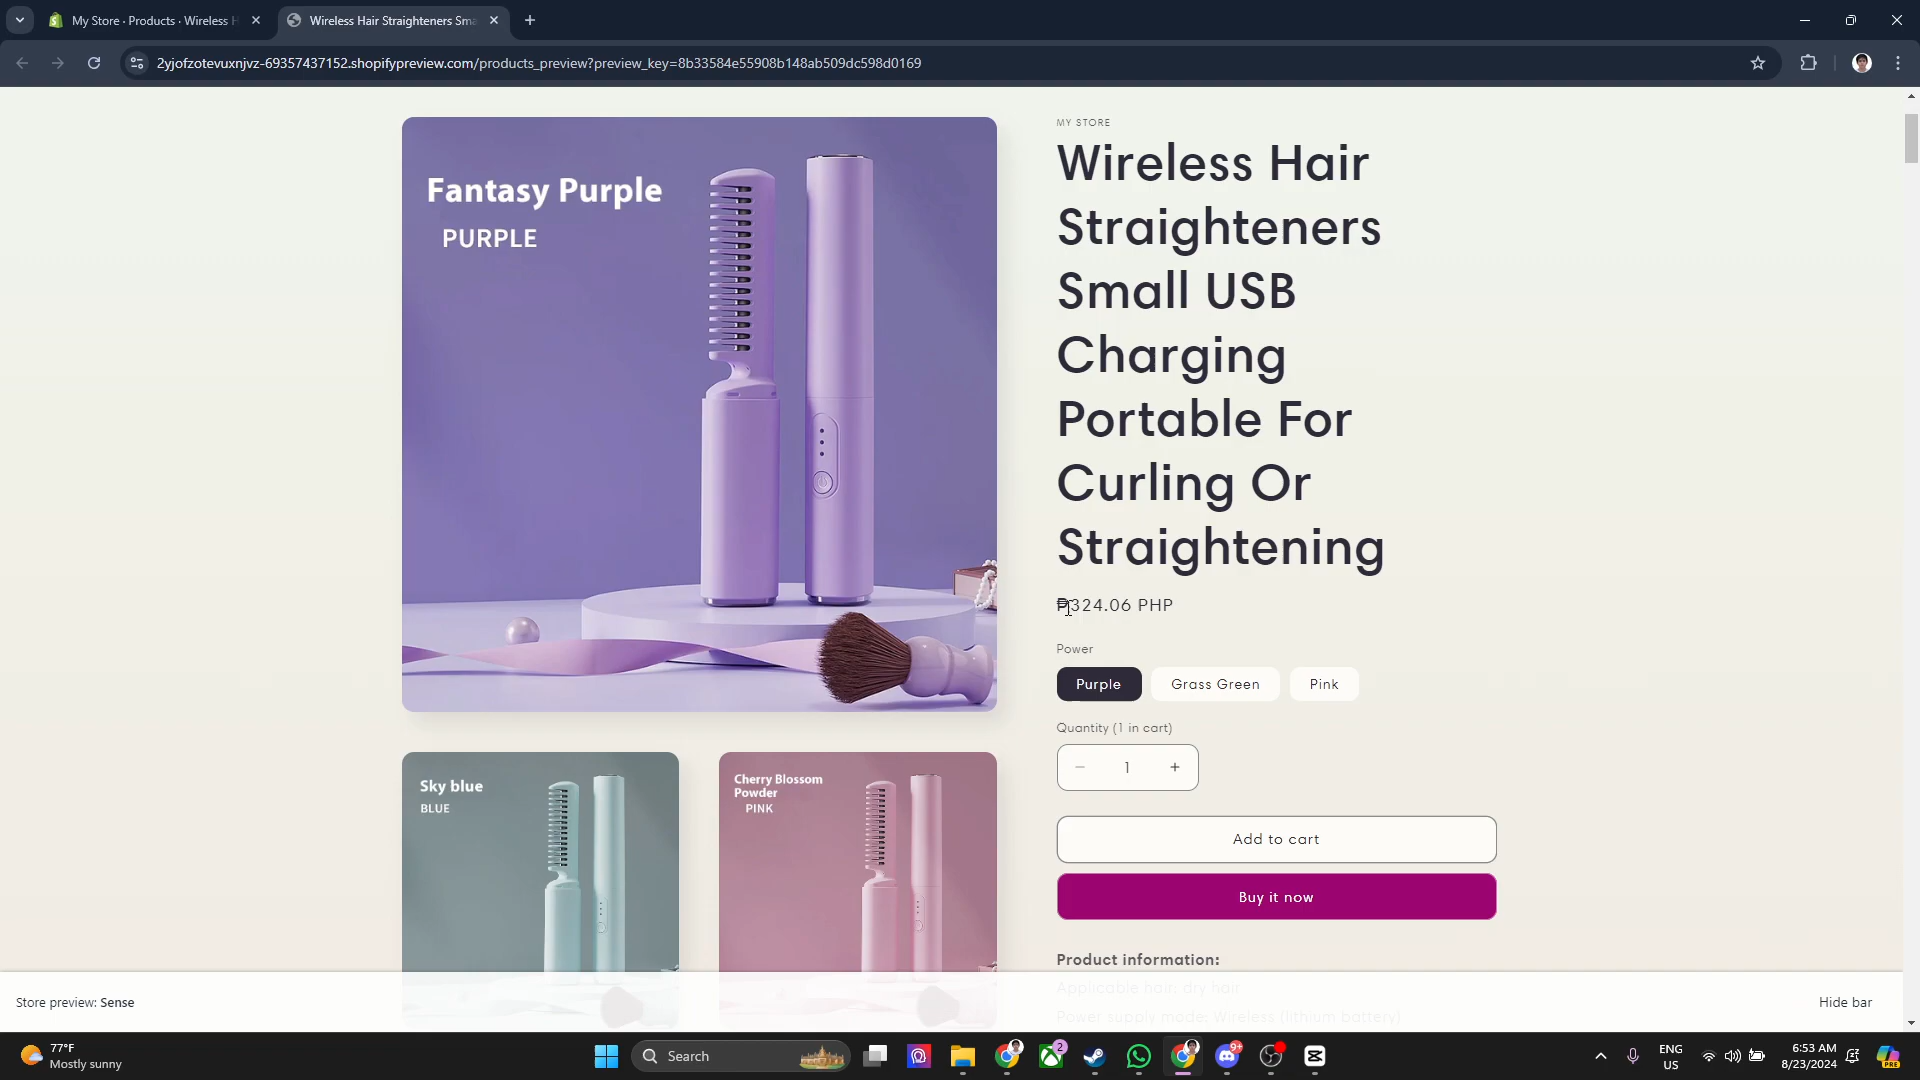 My Store · Products · Wireless H
Wireless Hair Straighteners Sma
2yjofzotevuxnjvz-69357437152.shopifypreview.com/products_preview?preview_key=8b33584e55908b148ab509dc598d0169
Fantasy Purple
PURPLE
Sky blue
BLUE
Cherry Blossom
Powder
PINK
MY STORE
Wireless Hair
Straighteners
Small USB
Charging
Portable For
Curling Or
Straightening
₱324.06 PHP
Power
Purple
Grass Green
Pink
Quantity (1 in cart)
1
Add to cart
Buy it now
Product information:
Applicable hair: dry hair
Power supply mode: Wireless (lithium battery)
Store preview: Sense
Hide bar
77°F
Mostly sunny
Search
2
9+
ENG
US
6:53 AM
8/23/2024
PRE